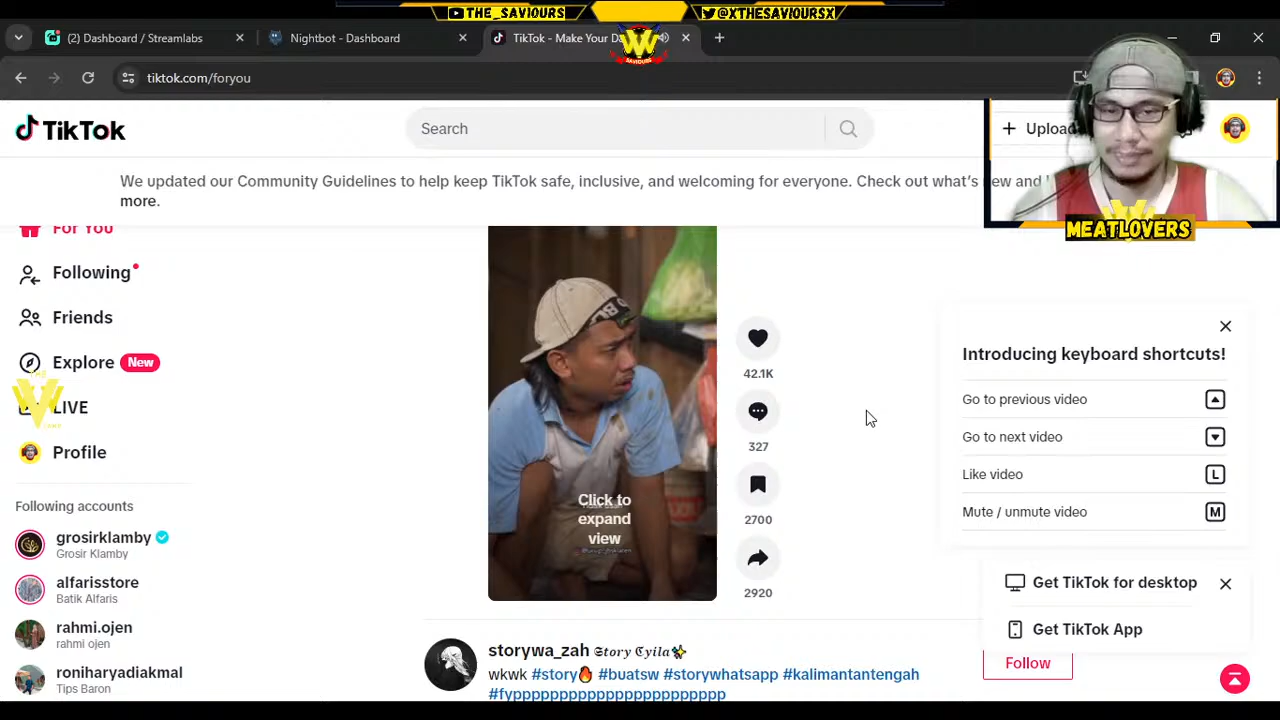 THE_SAVIOURS
@XTHESAVIOURSX
(2) Dashboard / Streamlabs
Nightbot - Dashboard
TikTok - Make Your D
W
SAVIOURS
tiktok.com/foryou
TikTok
Search
Upload
We updated our Community Guidelines to help keep TikTok safe, inclusive, and welcoming for everyone. Check out what's
more.
MEATLOVERS
For You
Following
Friends
Explore New
LIVE
Profile
Following accounts
grosirklamby
Grosir Klamby
alfarisstore
Batik Alfaris
rahmi.ojen
rahmi ojen
roniharyadiakmal
Tips Baron
Click to
expand
view
42.1K
327
2700
2920
Introducing keyboard shortcuts!
Go to previous video
Go to next video
Like video L
Mute / unmute video M
Get TikTok for desktop
Get TikTok App
storywa_zah 𝕾𝖙𝖔𝖗𝖞 𝕮𝖞𝖎𝖑𝖆✨
wkwk #story🔥 #buatsw #storywhatsapp #kalimantantengah
#fyppppppppppppppppppppppp
Follow